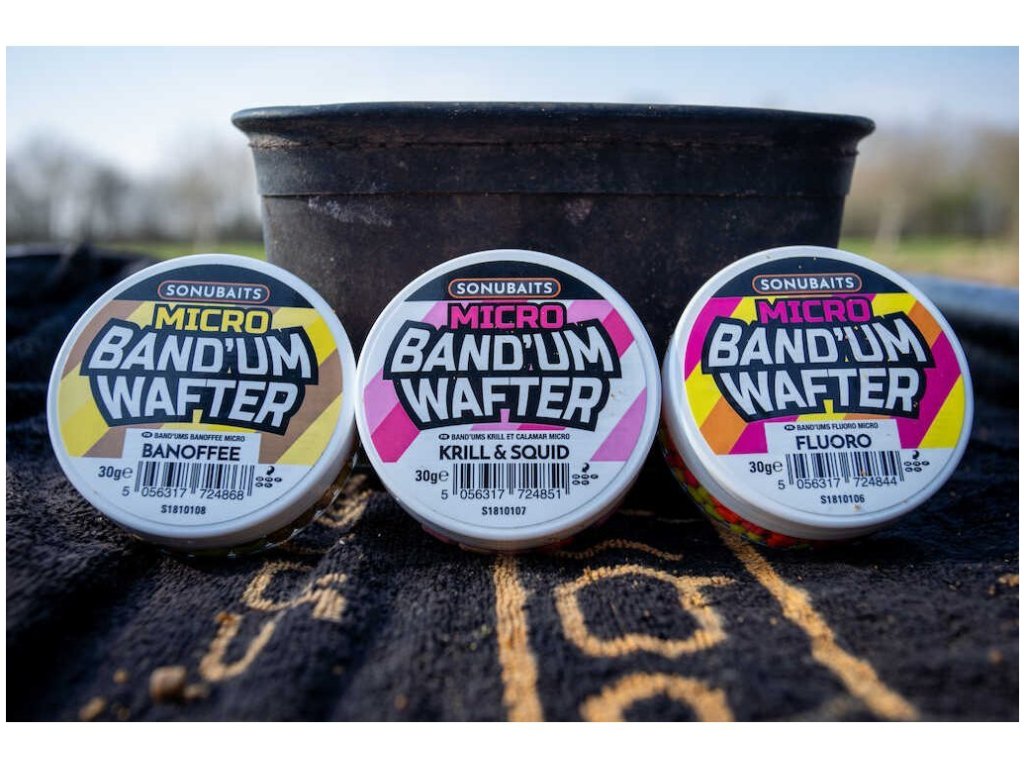 SONUBAITS
MICRO
BAND'UM
WAFTER
BAND'UMS BANOFFEE MICRO
BANOFFEE
30g℮
5 056317 724868
S1810108
SONUBAITS
MICRO
BAND'UM
WAFTER
BAND'UMS KRILL ET CALAMAR MICRO
KRILL & SQUID
30g℮
5 056317 724851
S1810107
SONUBAITS
MICRO
BAND'UM
WAFTER
BAND'UMS FLUORO MICRO
FLUORO
30g℮
5 056317 724844
S1810106